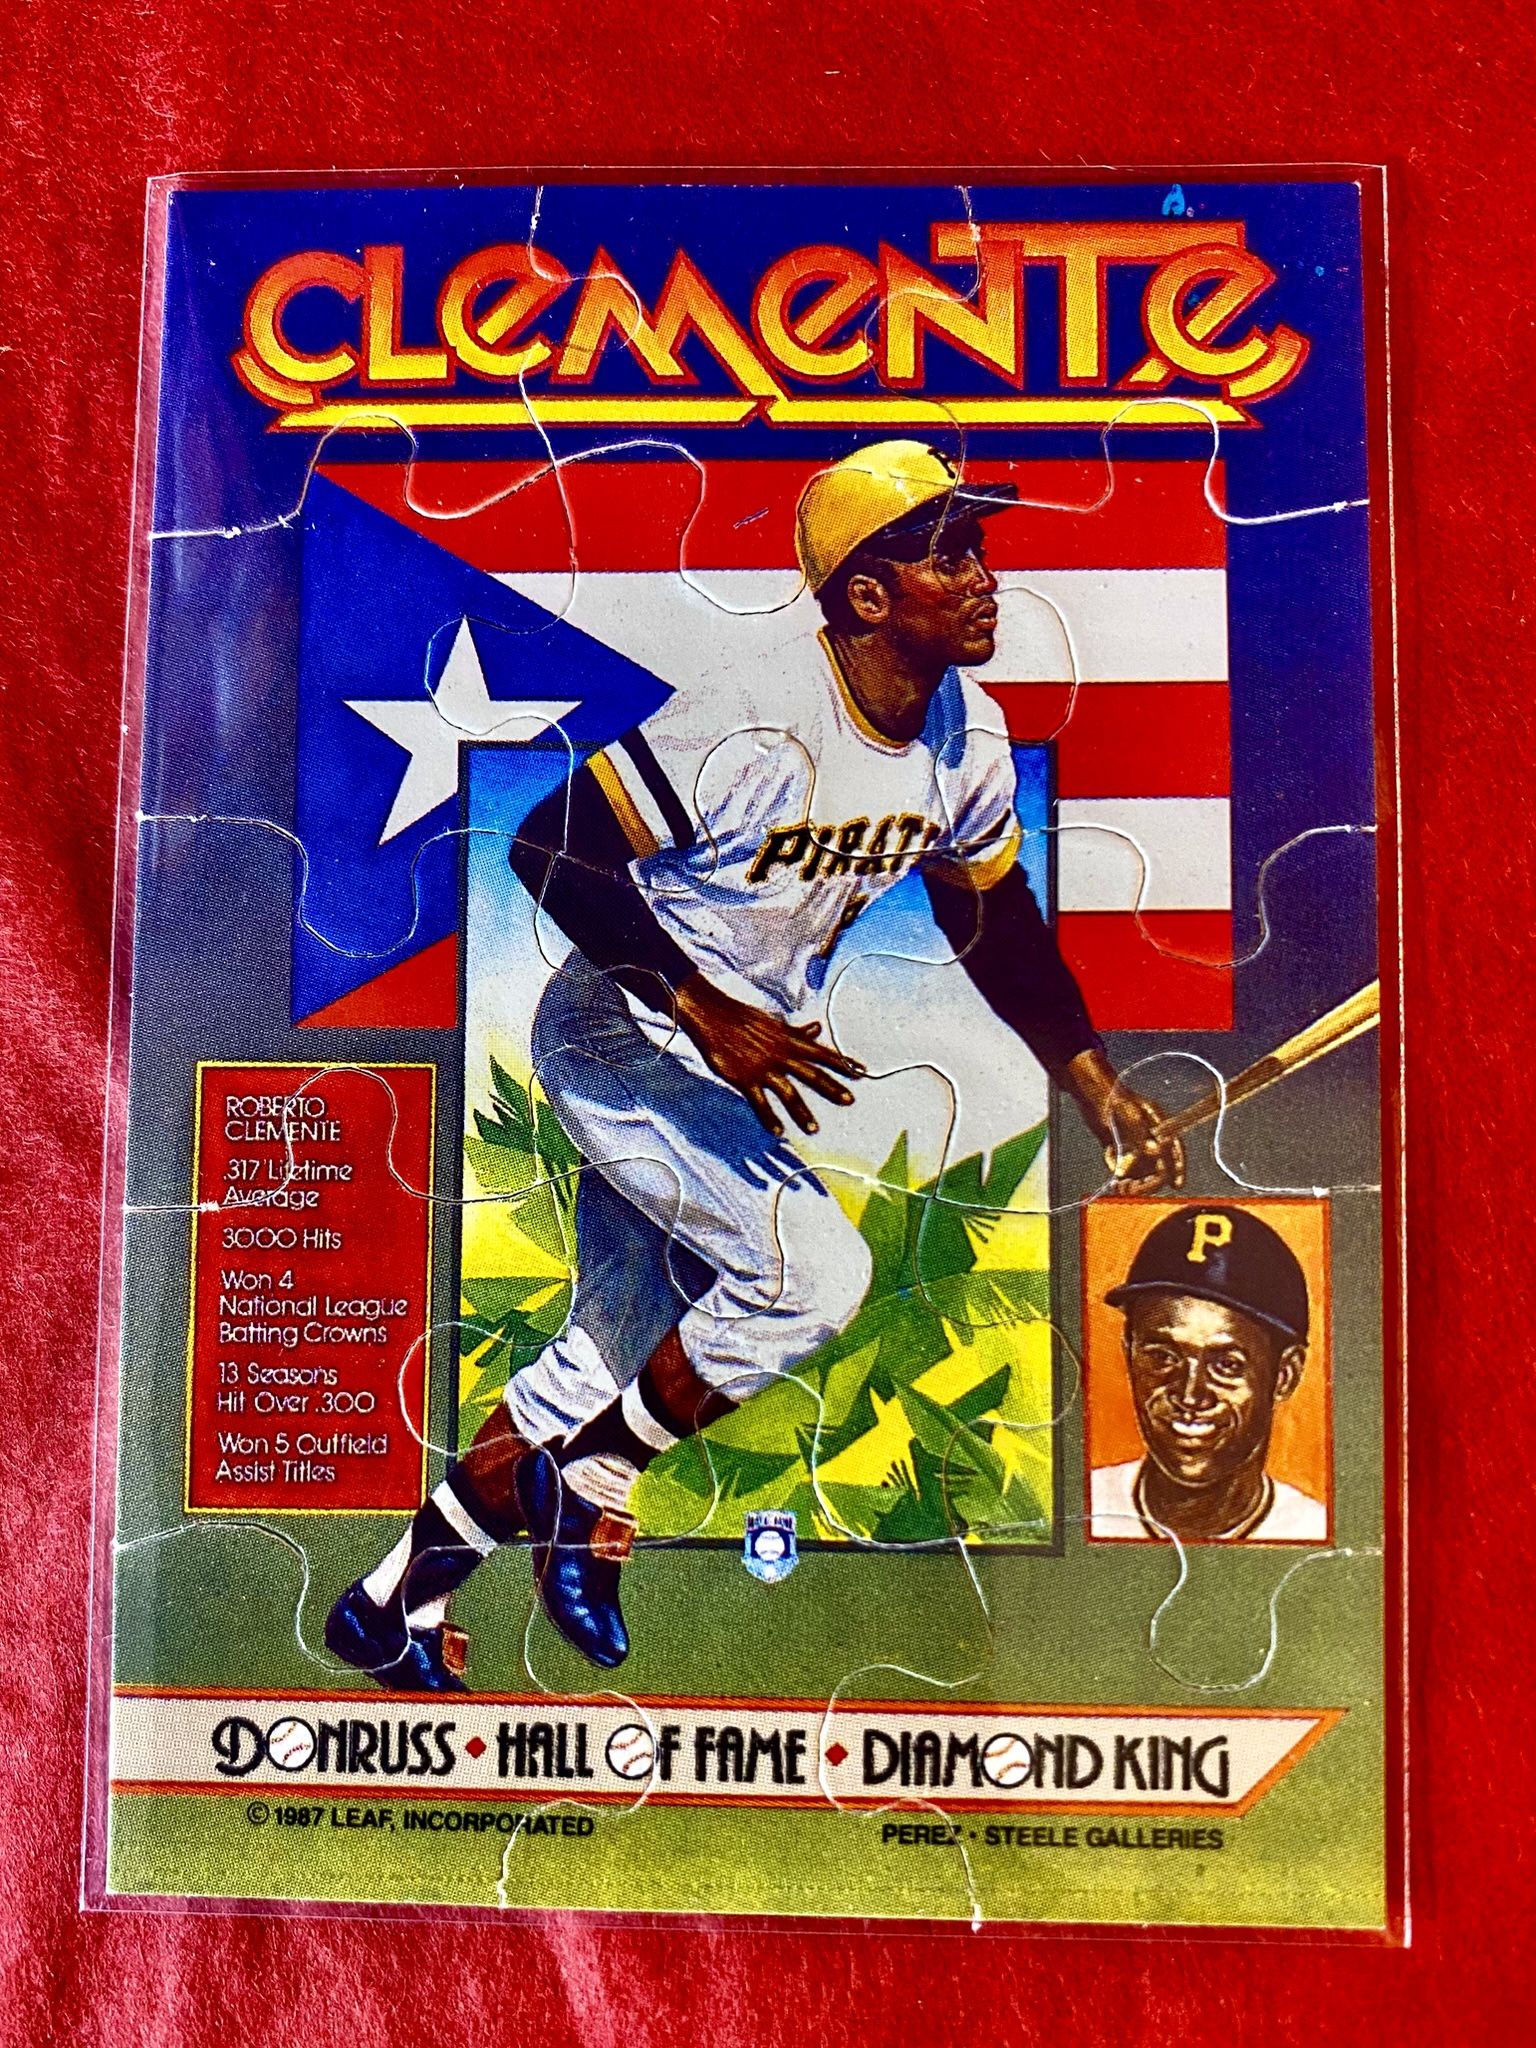 CLEMENTE
P
PIRAT
ROBERTO
CLEMENTE
.317 Lifetime
Average
3000 Hits
Won 4
National League
Batting Crowns
13 Seasons
Hit Over .300
Won 5 Outfield
Assist Titles
P
DONRUSS • HALL OF FAME • DIAMOND KING
© 1987 LEAF, INCORPORATED
PEREZ • STEELE GALLERIES